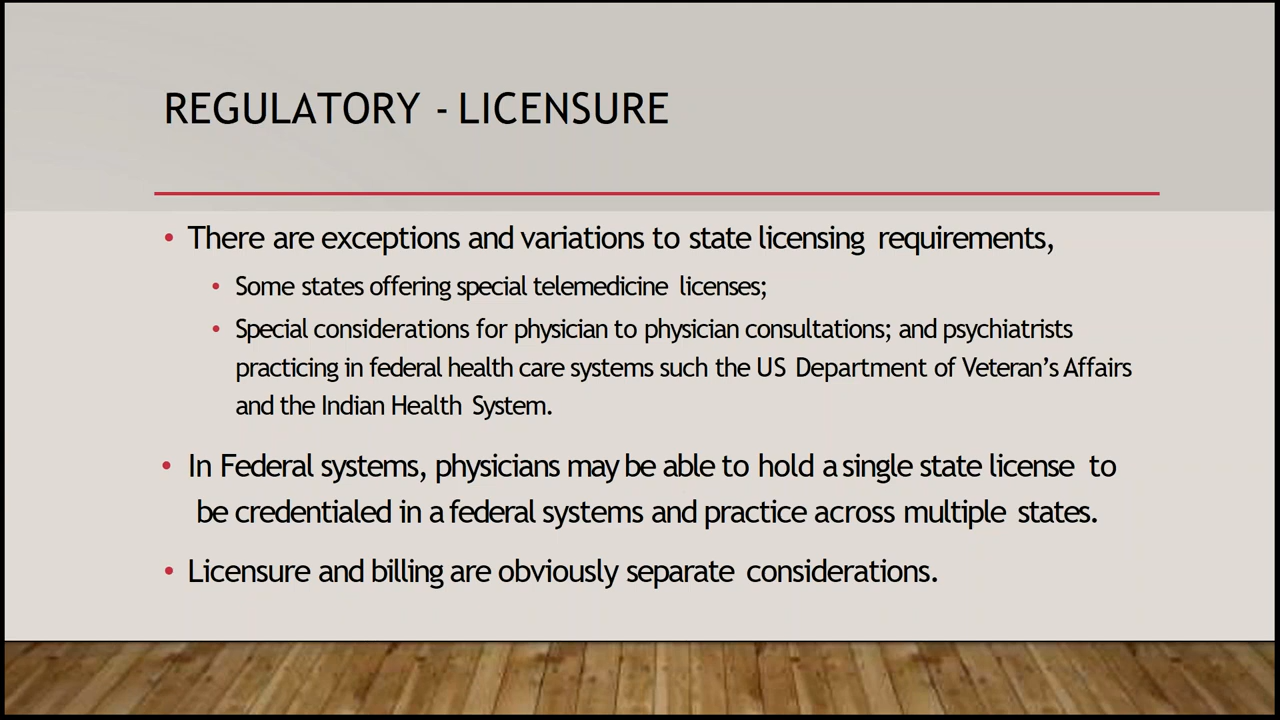 REGULATORY - LICENSURE
• There are exceptions and variations to state licensing requirements,
• Some states offering special telemedicine licenses;
• Special considerations for physician to physician consultations; and psychiatrists
practicing in federal health care systems such the US Department of Veteran’s Affairs
and the Indian Health System.
• In Federal systems, physicians may be able to hold a single state license to
be credentialed in a federal systems and practice across multiple states.
• Licensure and billing are obviously separate considerations.